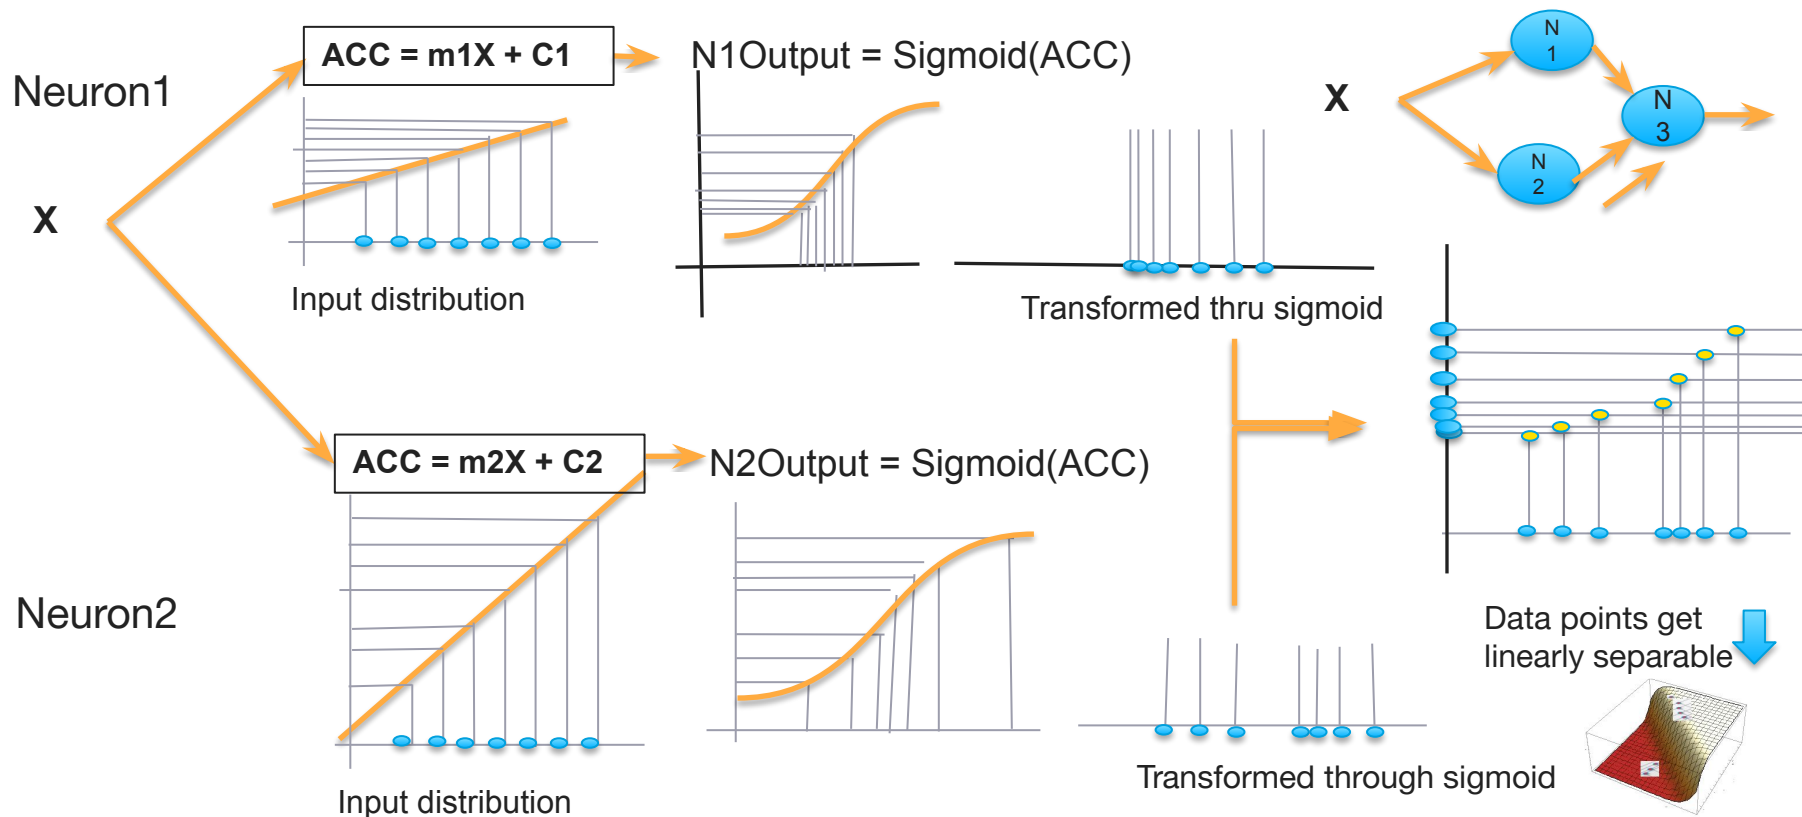 ACC = m1X + C1
N1Output = Sigmoid(ACC)
Neuron1
X
Input distribution
Transformed thru sigmoid
X
N
1
N
2
N
3
ACC = m2X + C2
N2Output = Sigmoid(ACC)
Neuron2
Input distribution
Transformed through sigmoid
Data points get
linearly separable